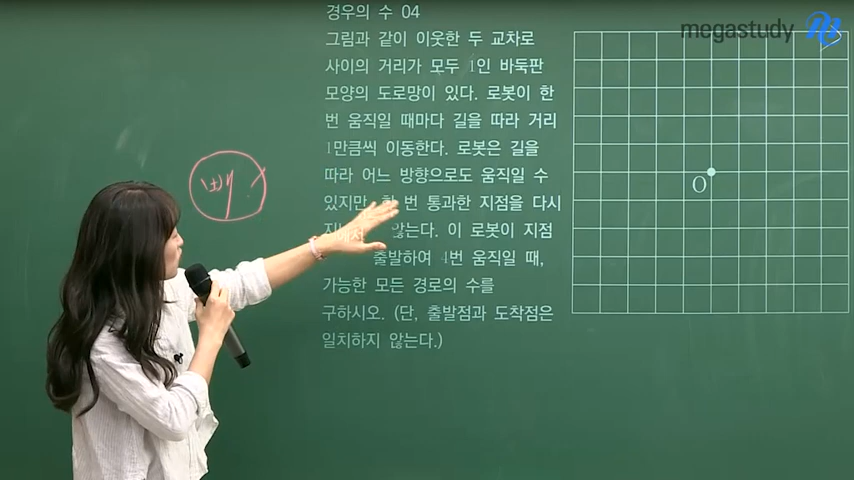 경우의 수 04
그림과 같이 이웃한 두 교차로
사이의 거리가 모두 1인 바둑판
모양의 도로망이 있다. 로봇이 한
번 움직일 때마다 길을 따라 거리
1만큼씩 이동한다. 로봇은 길을
따라 어느 방향으로도 움직일 수
있지만, 한 번 통과한 지점을 다시
않는다. 이 로봇이 지점
출발하여 4번 움직일 때,
가능한 모든 경로의 수를
구하시오. (단, 출발점과 도착점은
일치하지 않는다.)
megastudy
O